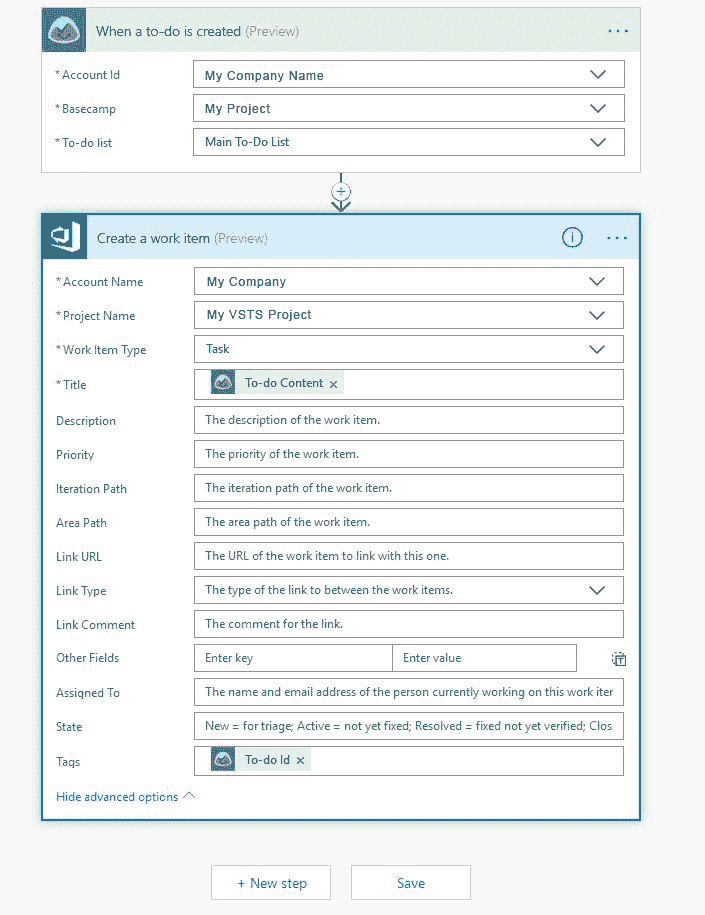 When a to-do is created (Preview)
* Account Id My Company Name
* Basecamp My Project
* To-do list Main To-Do List
Create a work item (Preview)
* Account Name My Company
* Project Name My VSTS Project
* Work Item Type Task
* Title To-do Content ×
Description The description of the work item.
Priority The priority of the work item.
Iteration Path The iteration path of the work item.
Area Path The area path of the work item.
Link URL The URL of the work item to link with this one.
Link Type The type of the link to between the work items.
Link Comment The comment for the link.
Other Fields Enter key Enter value
Assigned To The name and email address of the person currently working on this work iter
State New = for triage; Active = not yet fixed; Resolved = fixed not yet verified; Clos
Tags To-do Id ×
Hide advanced options
+ New step Save